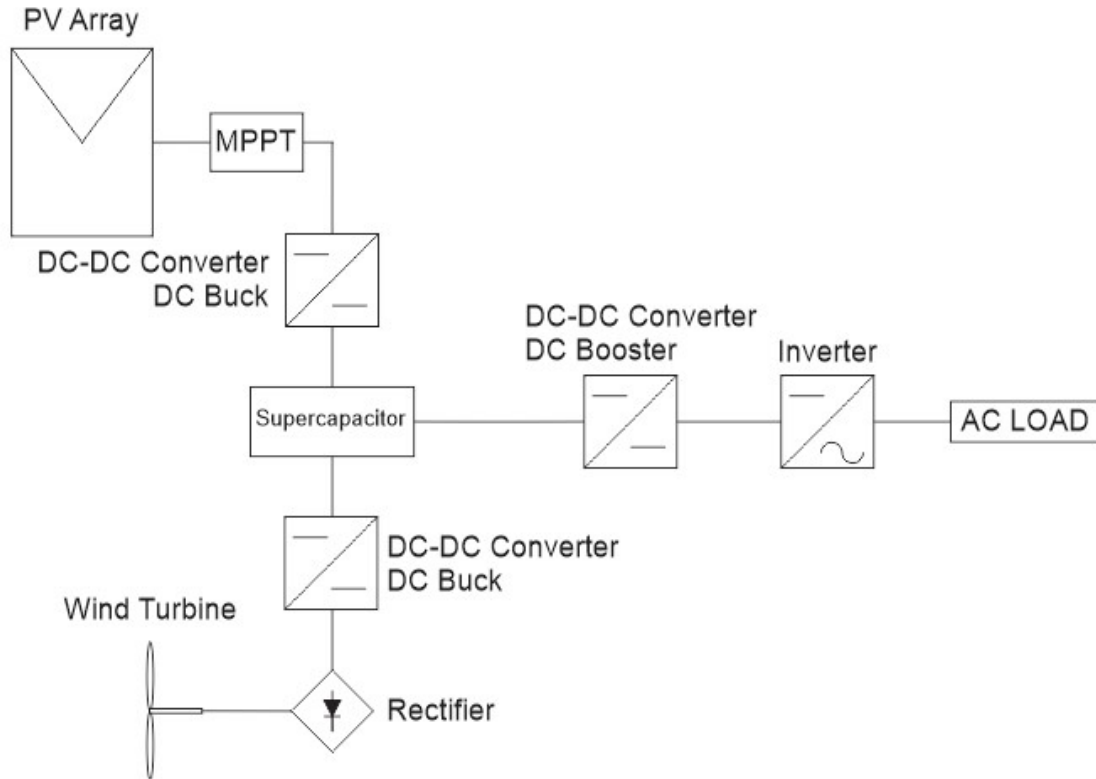 PV Array
MPPT
DC-DC Converter
DC Buck
DC-DC Converter
DC Booster
Inverter
Supercapacitor
AC LOAD
DC-DC Converter
DC Buck
Wind Turbine
Rectifier